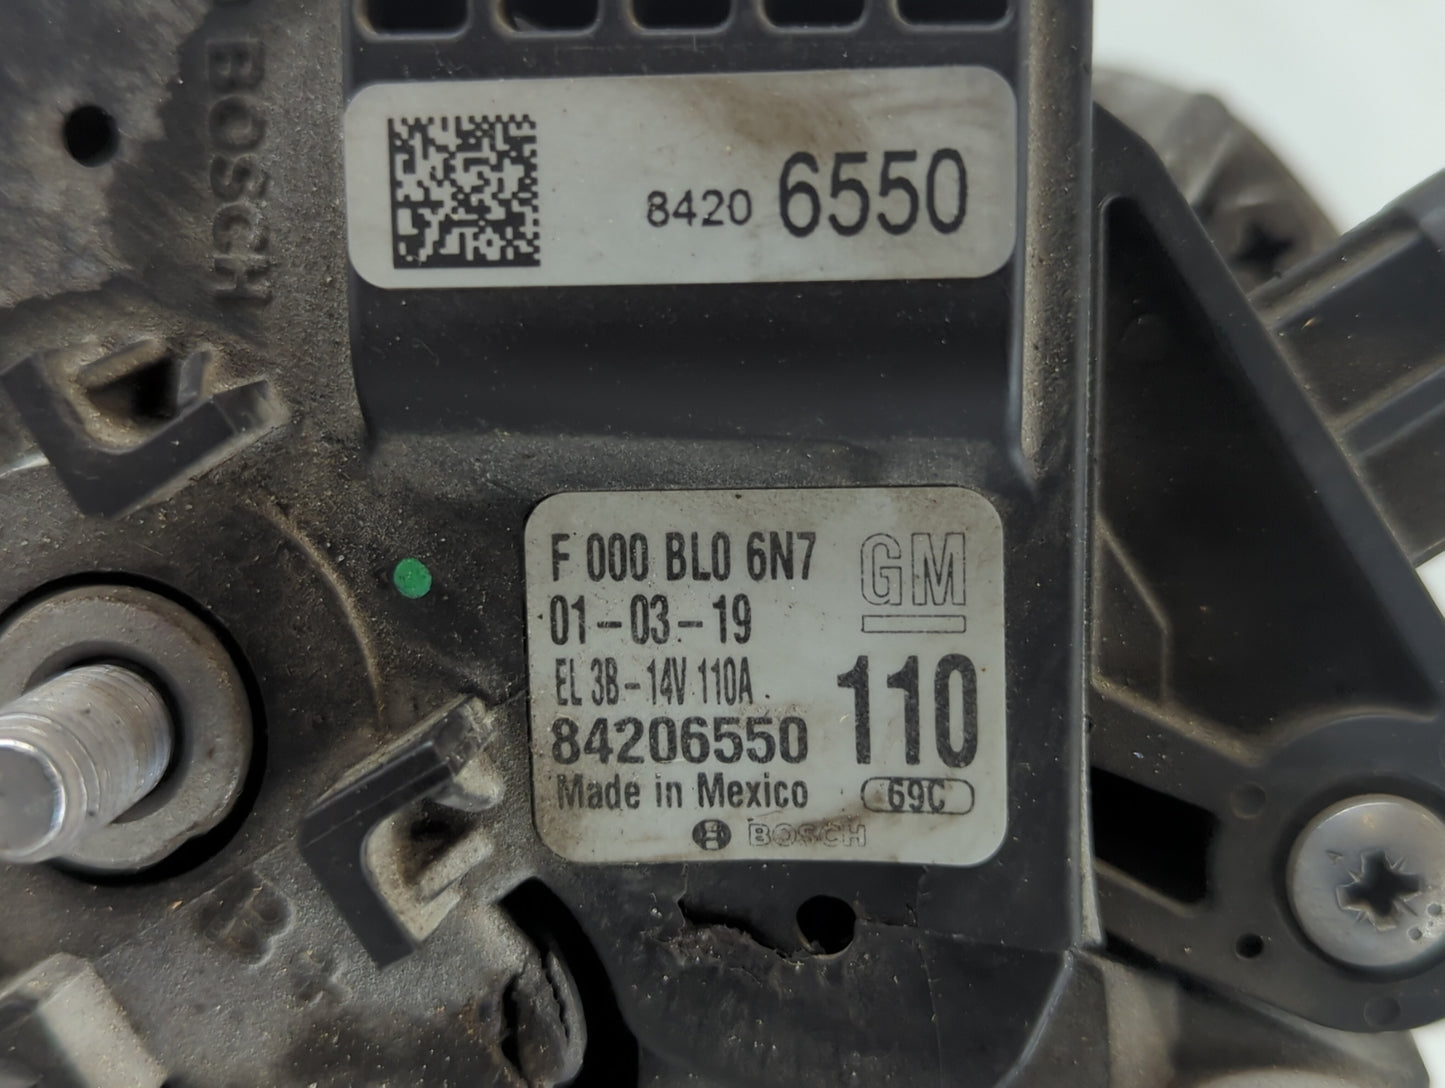 BOSCH
8420 6550
F 000 BL0 6N7
01-03-19
EL 3B-14V 110A
84206550
Made in Mexico
BOSCH
GM
110
69C